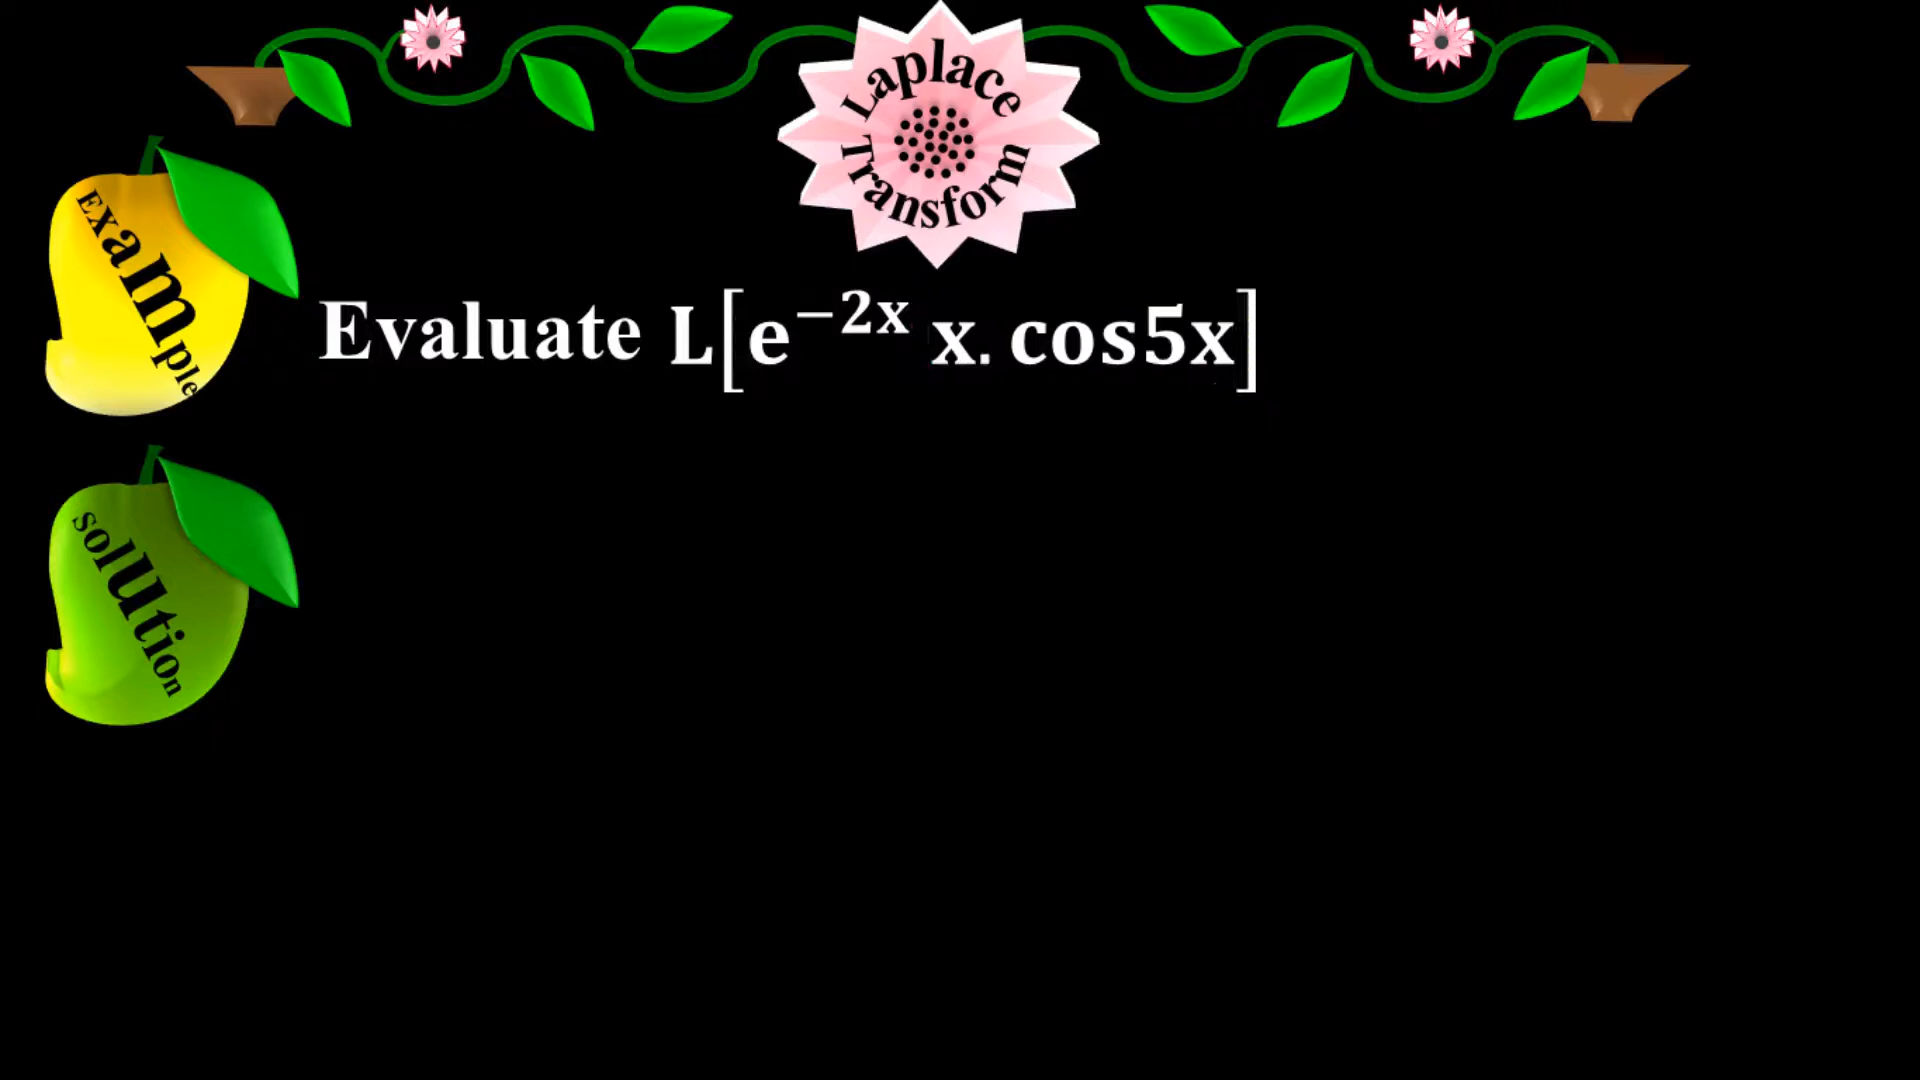 Laplace
Transform
Example
Evaluate L[e⁻²ˣ x. cos5x]
solution